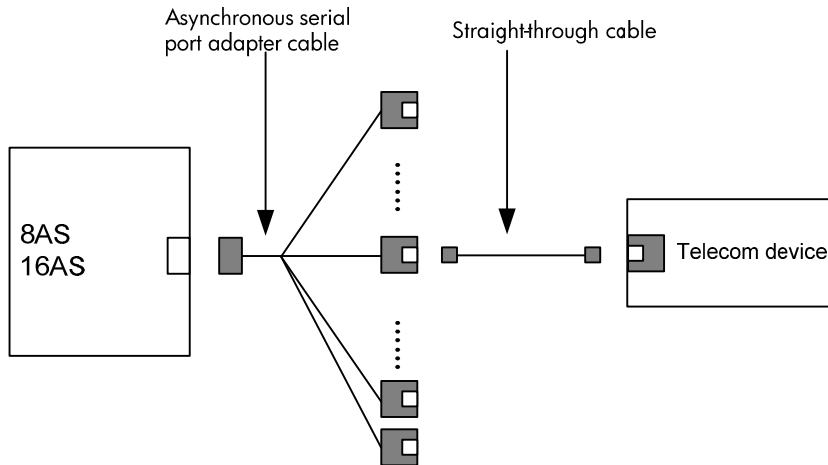 Asynchronous serial
port adapter cable
Straight-through cable
8AS
16AS
Telecom device